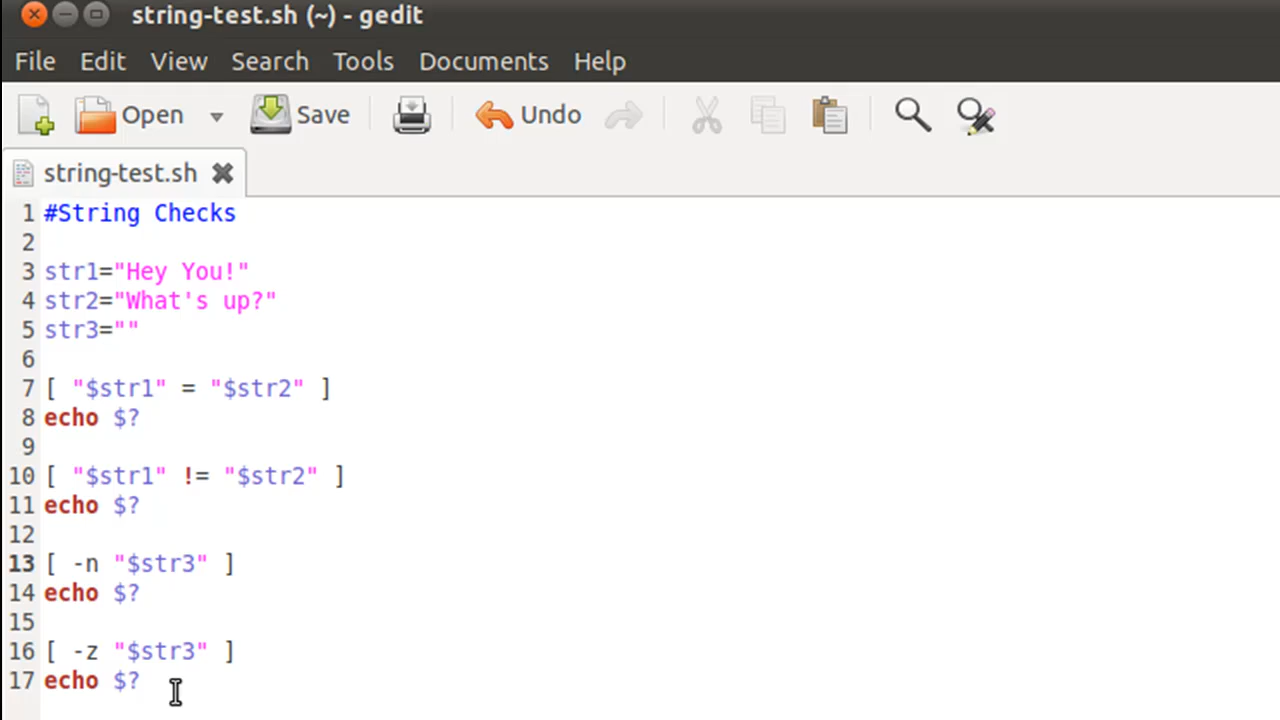 string-test.sh (~) - gedit
File Edit View Search Tools Documents Help
Open Save Undo
string-test.sh
1 #String Checks
2
3 str1="Hey You!"
4 str2="What's up?"
5 str3=""
6
7 [ "$str1" = "$str2" ]
8 echo $?
9
10 [ "$str1" != "$str2" ]
11 echo $?
12
13 [ -n "$str3" ]
14 echo $?
15
16 [ -z "$str3" ]
17 echo $?